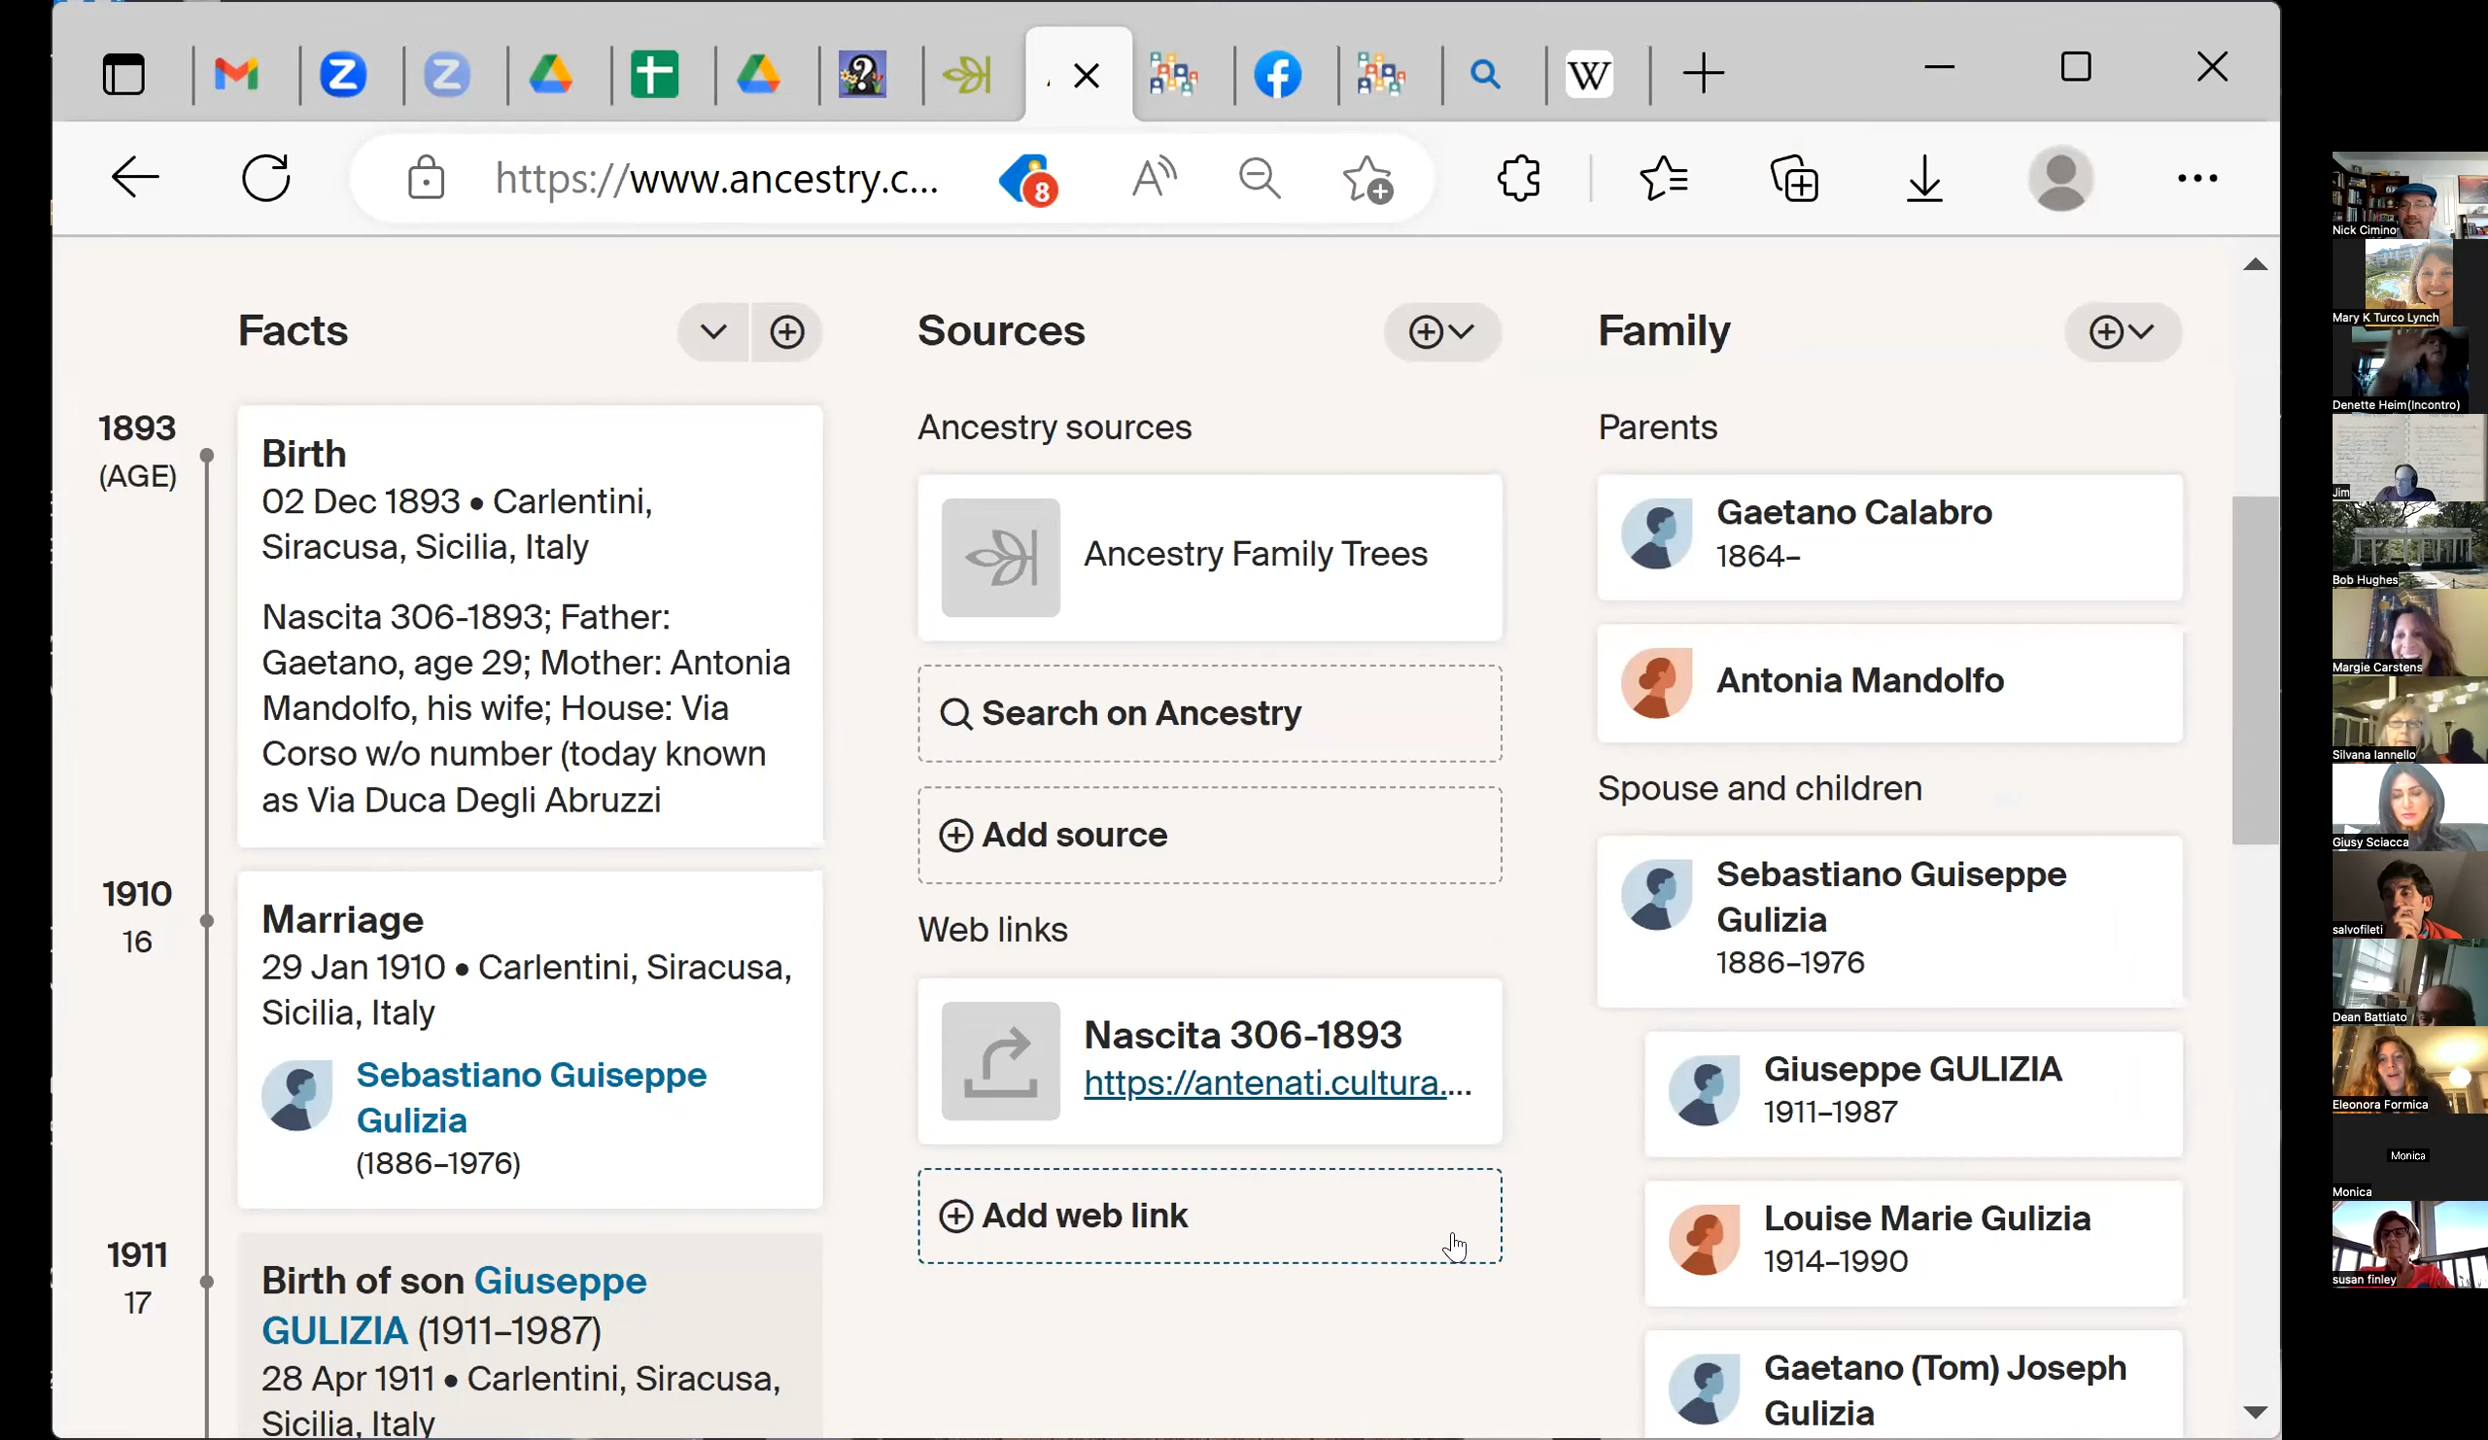 https://www.ancestry.c...
8
Facts
1893
(AGE)
Birth
02 Dec 1893 • Carlentini,
Siracusa, Sicilia, Italy
Nascita 306-1893; Father:
Gaetano, age 29; Mother: Antonia
Mandolfo, his wife; House: Via
Corso w/o number (today known
as Via Duca Degli Abruzzi
1910
16
Marriage
29 Jan 1910 • Carlentini, Siracusa,
Sicilia, Italy
Sebastiano Guiseppe
Gulizia
(1886–1976)
1911
17
Birth of son Giuseppe
GULIZIA (1911–1987)
28 Apr 1911 • Carlentini, Siracusa,
Sicilia, Italy
Sources
Ancestry sources
Ancestry Family Trees
Search on Ancestry
Add source
Web links
Nascita 306-1893
https://antenati.cultura....
Add web link
Family
Parents
Gaetano Calabro
1864–
Antonia Mandolfo
Spouse and children
Sebastiano Guiseppe
Gulizia
1886–1976
Giuseppe GULIZIA
1911–1987
Louise Marie Gulizia
1914–1990
Gaetano (Tom) Joseph
Gulizia
Nick Cimino
Mary K Turco Lynch
Denette Heim(Incontro)
Jim
Bob Hughes
Margie Carstens
Silvana Iannello
Giusy Sciacca
salvofileti
Dean Battiato
Eleonora Formica
Monica
Monica
susan finley